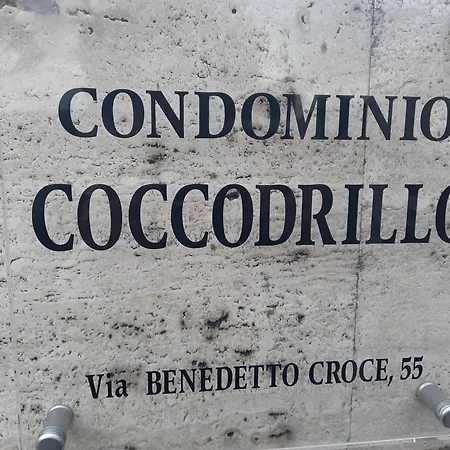 CONDOMINIO
COCCODRILLO
Via BENEDETTO CROCE, 55